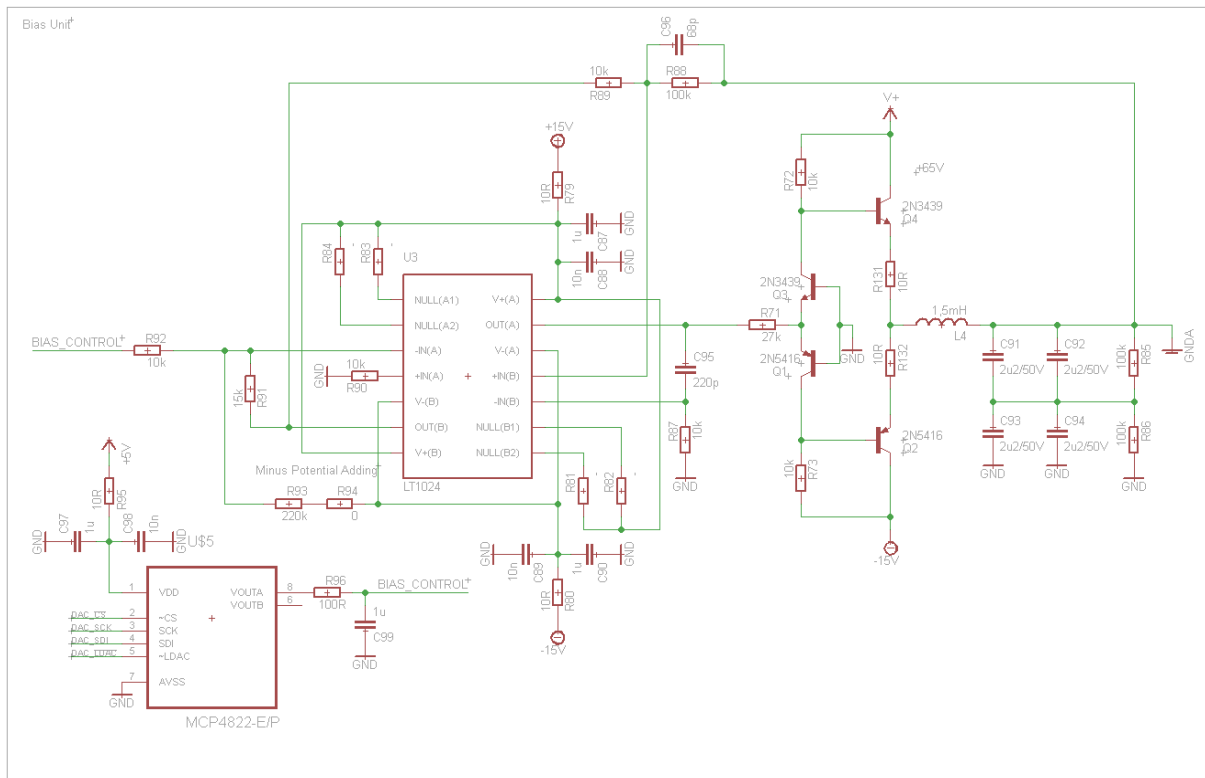 Bias Unit
C96
68p
10k
R89
R88
100k
V+
+15V
10R
R79
R72
10k
+65V
2N3439
Q4
R84
R83
1u
C87
GND
10n
C88
GND
U3
R131
10R
NULL(A1)
NULL(A2)
-IN(A)
+IN(A)
V-(B)
OUT(B)
V+(B)
V+(A)
OUT(A)
V-(A)
+IN(B)
-IN(B)
NULL(B1)
NULL(B2)
LT1024
2N3439
Q3
R71
27k
GND
2N5416
Q1
1,5mH
L4
10R
R132
GNDA
BIAS_CONTROL
R92
10k
GND
10k
R90
15k
R91
C95
220p
R87
10k
GND
C91
2u2/50V
C92
2u2/50V
100k
R85
C93
2u2/50V
C94
2u2/50V
100k
R86
GND
GND
GND
2N5416
Q2
10k
R73
-15V
+5V
10R
R95
Minus Potential Adding
R93
220k
R94
0
R81
R82
GND
C97
1u
C98
10n
GND
U$5
GND
10n
C89
1u
C90
GND
10R
R80
-15V
1
VDD
2
~CS
3
SCK
4
SDI
5
~LDAC
7
AVSS
VOUTA
8
VOUTB
6
DAC_CS
DAC_SCK
DAC_SDI
DAC_LDAC
GND
R96
100R
BIAS_CONTROL
1u
C99
GND
MCP4822-E/P